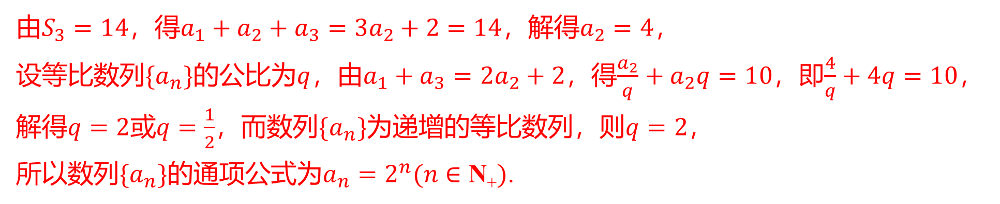 由$S_3 = 14$，得$a_1 + a_2 + a_3 = 3a_2 + 2 = 14$，解得$a_2 = 4$，
设等比数列$\{a_n\}$的公比为$q$，由$a_1 + a_3 = 2a_2 + 2$，得$\frac{a_2}{q} + a_2q = 10$，即$\frac{4}{q} + 4q = 10$，
解得$q = 2$或$q = \frac{1}{2}$，而数列$\{a_n\}$为递增的等比数列，则$q = 2$，
所以数列$\{a_n\}$的通项公式为$a_n = 2^n(n \in \mathbf{N}_+)$.